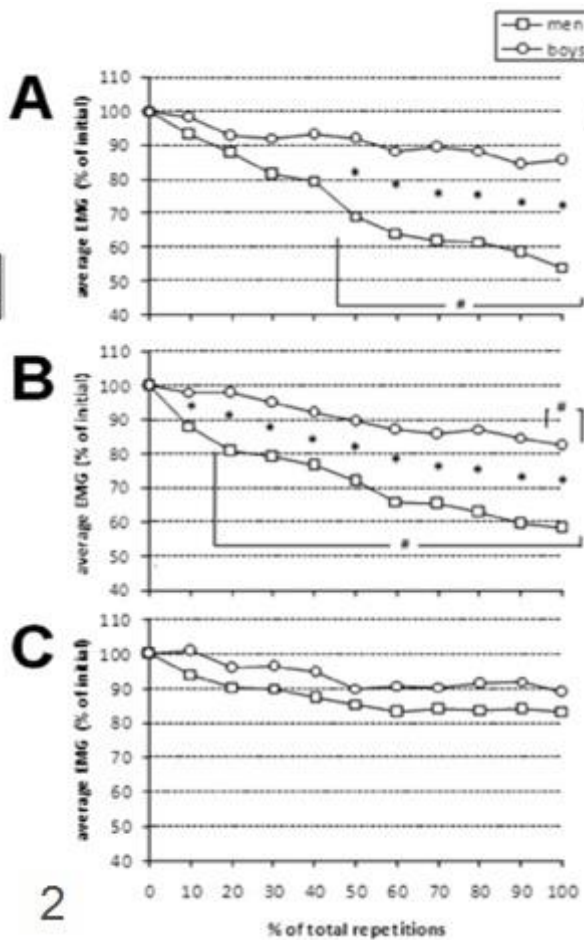 men
boys
A
average EMG (% of initial)
110
100
90
80
70
60
50
40
* * * * * *
#
B
average EMG (% of initial)
110
100
90
80
70
60
50
40
#
* * * * * * * * * *
#
C
average EMG (% of initial)
110
100
90
80
70
60
50
40
0 10 20 30 40 50 60 70 80 90 100
% of total repetitions
2